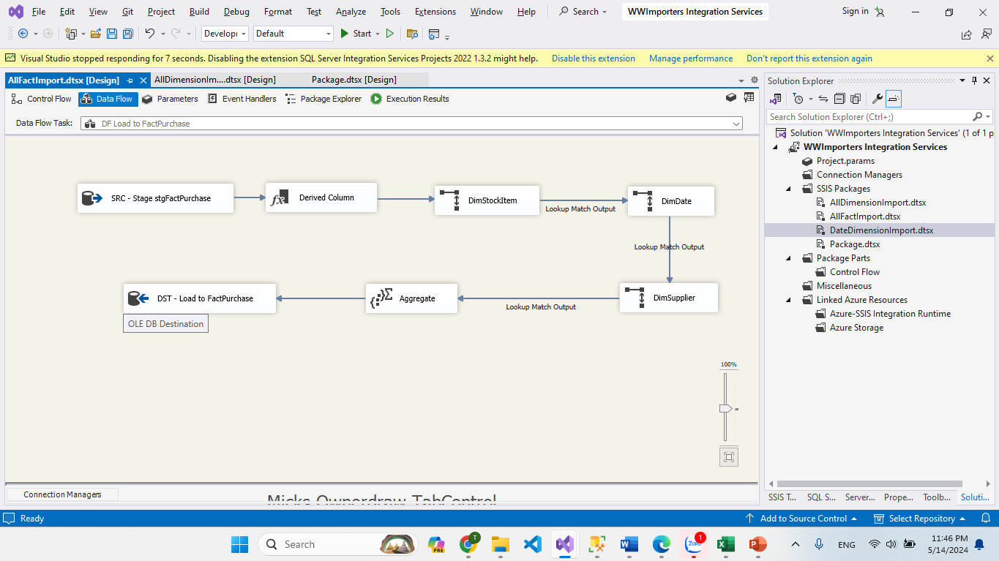 File Edit View Git Project Build Debug Format Test Analyze Tools Extensions Window Help Search WWImporters Integration Services Sign in
Developi Default Start
Visual Studio stopped responding for 7 seconds. Disabling the extension SQL Server Integration Services Projects 2022 1.3.2 might help. Disable this extension Manage performance Don't report this extension again
AllFactImport.dtsx [Design] AllDimensionIm....dtsx [Design] Package.dtsx [Design]
Control Flow Data Flow Parameters Event Handlers Package Explorer Execution Results
Data Flow Task: DF Load to FactPurchase
SRC - Stage stgFactPurchase
Derived Column
DimStockItem
Lookup Match Output
DimDate
Lookup Match Output
DST - Load to FactPurchase
Aggregate
Lookup Match Output
DimSupplier
OLE DB Destination
100%
Connection Managers
Micks Ownerdraw TabControl
Solution Explorer
Search Solution Explorer (Ctrl+;)
Solution 'WWImporters Integration Services' (1 of 1 p
WWImporters Integration Services
Project.params
Connection Managers
SSIS Packages
AllDimensionImport.dtsx
AllFactImport.dtsx
DateDimensionImport.dtsx
Package.dtsx
Package Parts
Control Flow
Miscellaneous
Linked Azure Resources
Azure-SSIS Integration Runtime
Azure Storage
SSIS T... SQL S... Server... Prope... Toolb... Soluti...
Ready Add to Source Control Select Repository
Search PRE T Zalo 1 ENG 11:46 PM
5/14/2024